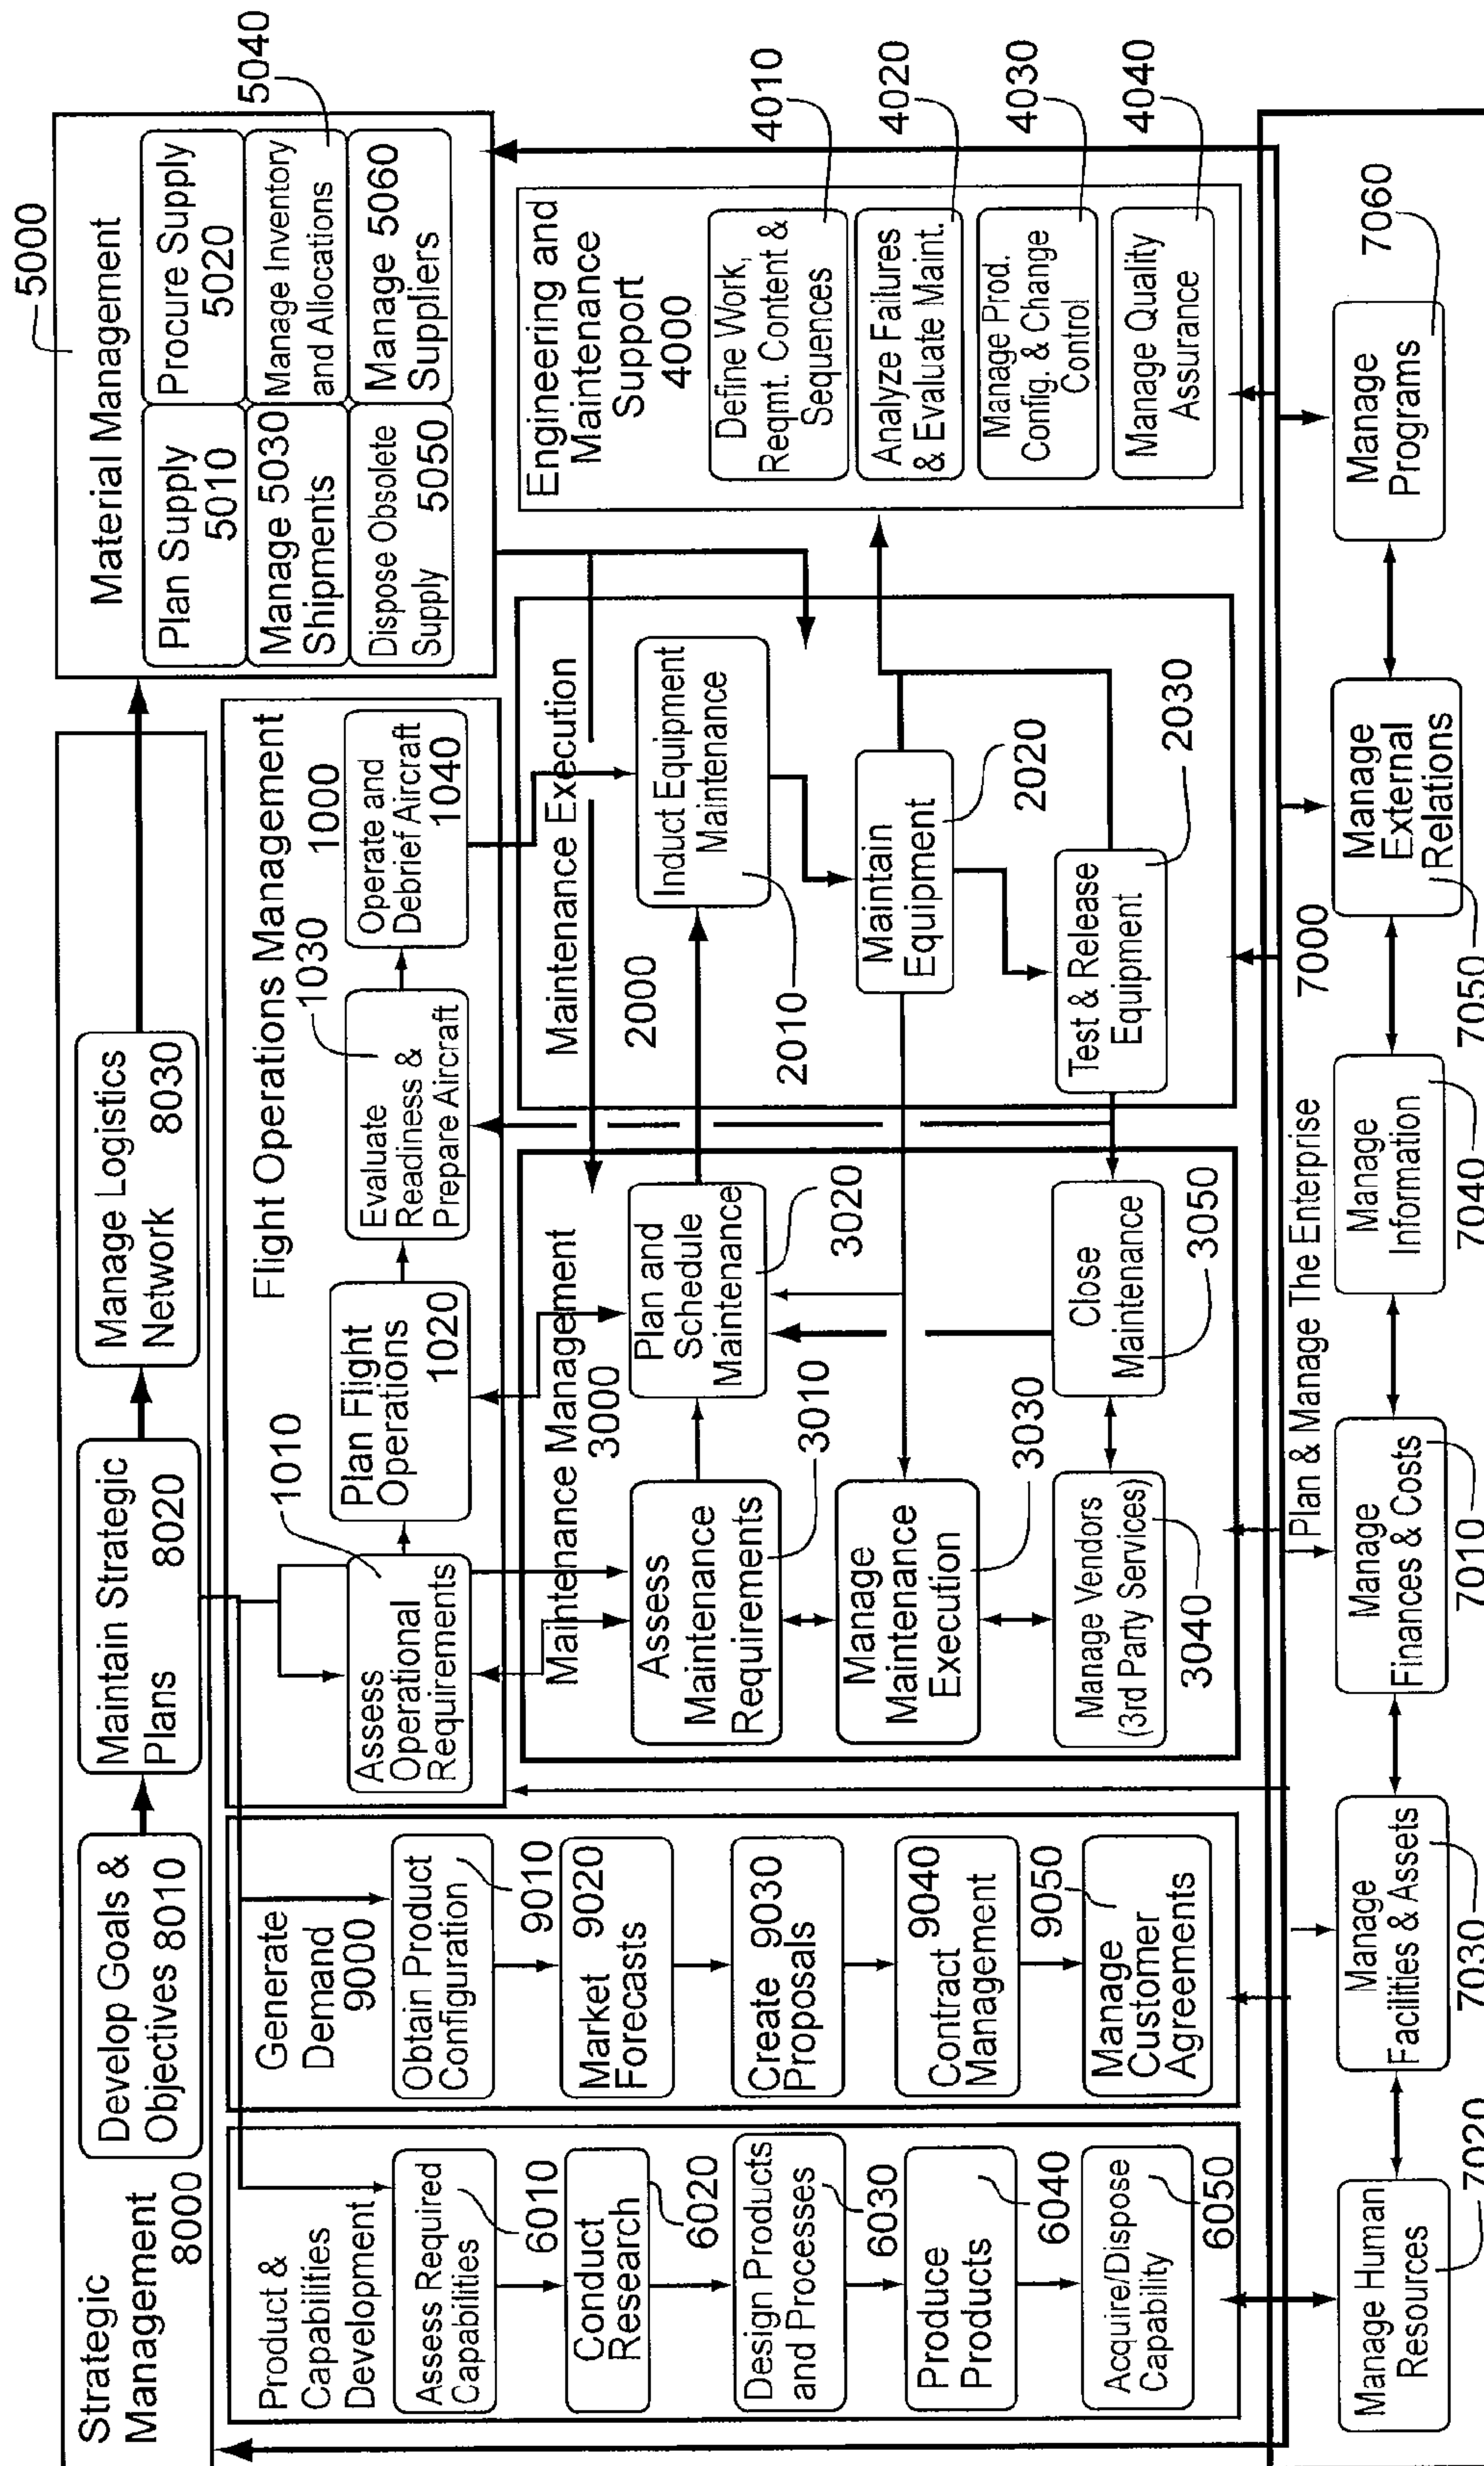 Strategic
Management
8000
Develop Goals &
Objectives 8010
Maintain Strategic
Plans 8020
Manage Logistics
Network 8030
5000
Material Management
Plan Supply
5010
Procure Supply
5020
Manage 5030
Shipments
Manage Inventory
and Allocations
5040
Dispose Obsolete
Supply 5050
Manage 5060
Suppliers
Product &
Capabilities
Development
Assess Required
Capabilities
6010
Conduct
Research
6020
Design Products
and Processes
6030
Produce
Products
6040
Acquire/Dispose
Capability
6050
Generate
Demand
9000
Obtain Product
Configuration
9010
Market 9020
Forecasts
Create 9030
Proposals
Contract 9040
Management
9050
Manage
Customer
Agreements
Flight Operations Management
1000
1010
Assess
Operational
Requirements
Plan Flight
Operations
1020
1030
Evaluate
Readiness &
Prepare Aircraft
Operate and
Debrief Aircraft
1040
Maintenance Management
3000
Assess
Maintenance
Requirements
3010
Plan and
Schedule
Maintenance
3020
Manage
Maintenance
Execution
3030
Manage Vendors
(3rd Party Services)
3040
Close
Maintenance
3050
Maintenance Execution
2000
Induct Equipment
Maintenance
2010
Maintain
Equipment
2020
Test & Release
Equipment
2030
Engineering and
Maintenance
Support
4000
Define Work,
Reqmt. Content &
Sequences
4010
Analyze Failures
& Evaluate Maint.
4020
Manage Prod.
Config. & Change
Control
4030
Manage Quality
Assurance
4040
Plan & Manage The Enterprise
7000
Manage Human
Resources
7020
Manage
Facilities & Assets
7030
Manage
Finances & Costs
7010
Manage
Information
7040
Manage
External
Relations
7050
Manage
Programs
7060